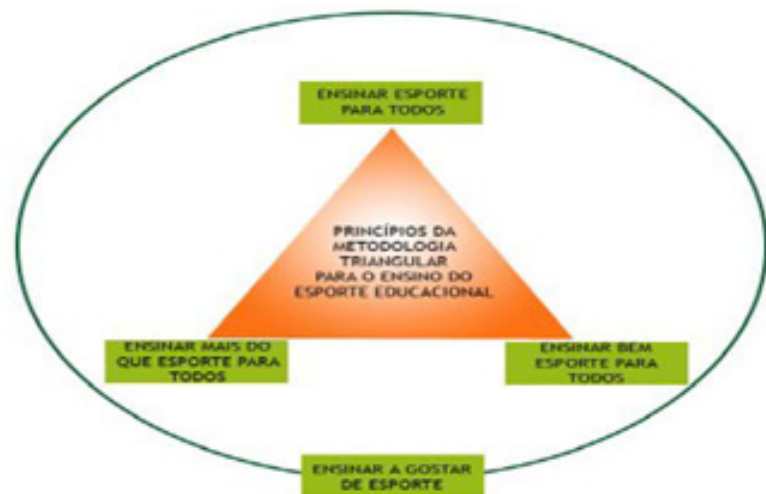 ENSINAR ESPORTE
PARA TODOS
PRINCÍPIOS DA
METODOLOGIA
TRIANGULAR
PARA O ENSINO DO
ESPORTE EDUCACIONAL
ENSINAR MAIS DO
QUE ESPORTE PARA
TODOS
ENSINAR BEM
ESPORTE PARA
TODOS
ENSINAR A GOSTAR
DE ESPORTE